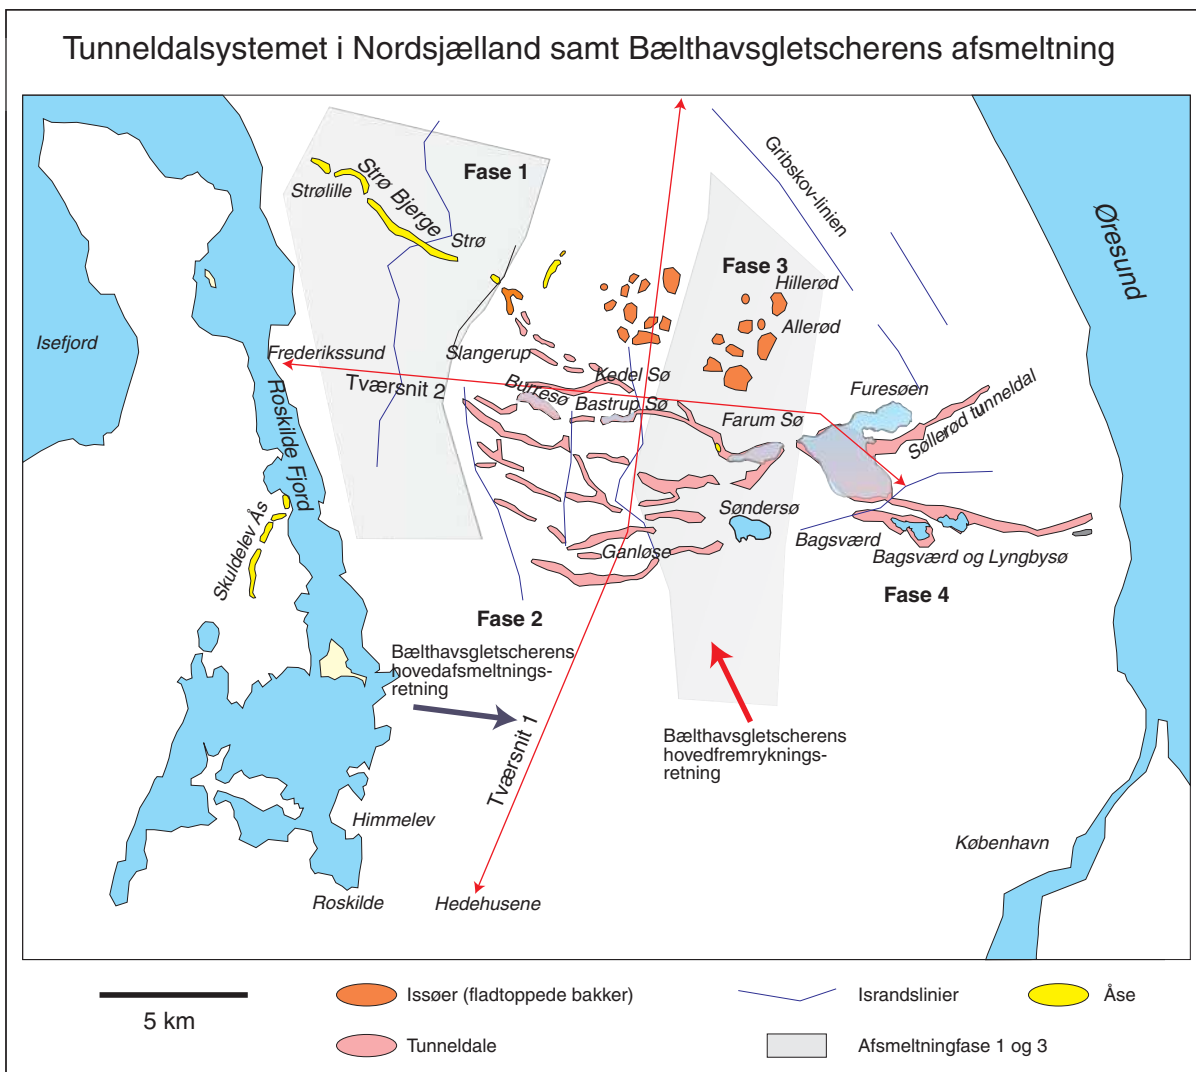 Tunneldalsystemet i Nordsjælland samt Bælthavsgletscherens afsmeltning
Fase 1
Strø Bjerge
Strølille
Strø
Gribskov-linien
Øresund
Fase 3
Hillerød
Allerød
Isefjord
Frederikssund
Slangerup
Tværsnit 2
Kedel Sø
Burresø
Bastrup Sø
Furesøen
Farum Sø
Søllerød tunneldal
Roskilde Fjord
Skuldelev Ås
Søndersø
Bagsværd
Ganløse
Bagsværd og Lyngbysø
Fase 4
Fase 2
Bælthavsgletscherens
hovedafsmeltnings-
retning
Tværsnit 1
Bælthavsgletscherens
hovedfremryknings-
retning
Himmelev
København
Roskilde
Hedehusene
5 km
Issøer (fladtoppede bakker)
Israndslinier
Åse
Tunneldale
Afsmeltningfase 1 og 3